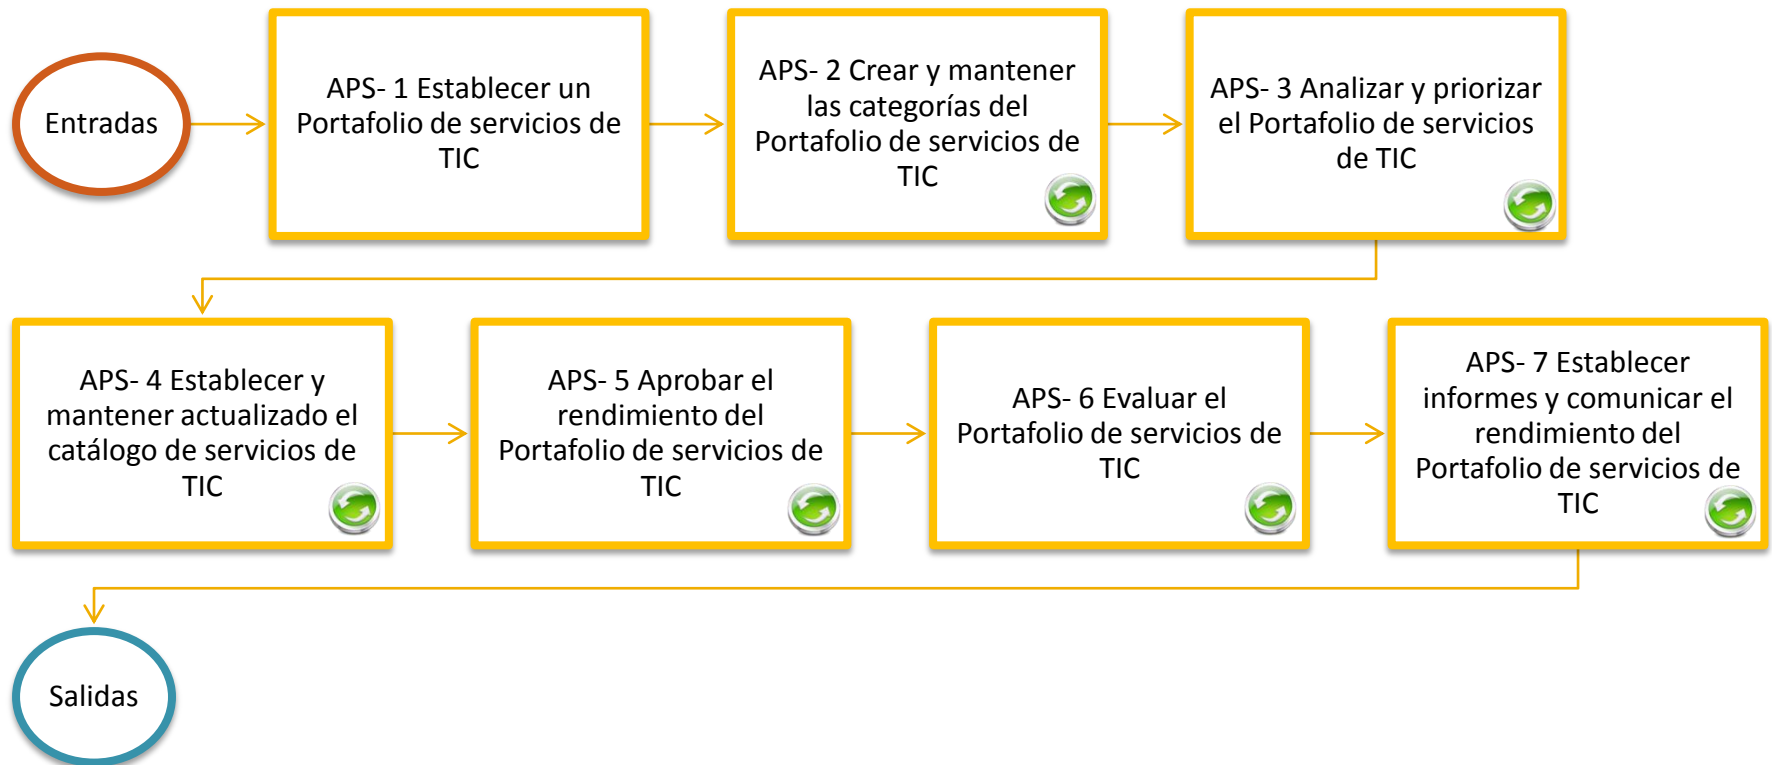 Entradas
APS- 1 Establecer un
Portafolio de servicios de
TIC
APS- 2 Crear y mantener
las categorías del
Portafolio de servicios de
TIC
APS- 3 Analizar y priorizar
el Portafolio de servicios
de TIC
APS- 4 Establecer y
mantener actualizado el
catálogo de servicios de
TIC
APS- 5 Aprobar el
rendimiento del
Portafolio de servicios de
TIC
APS- 6 Evaluar el
Portafolio de servicios de
TIC
APS- 7 Establecer
informes y comunicar el
rendimiento del
Portafolio de servicios de
TIC
Salidas